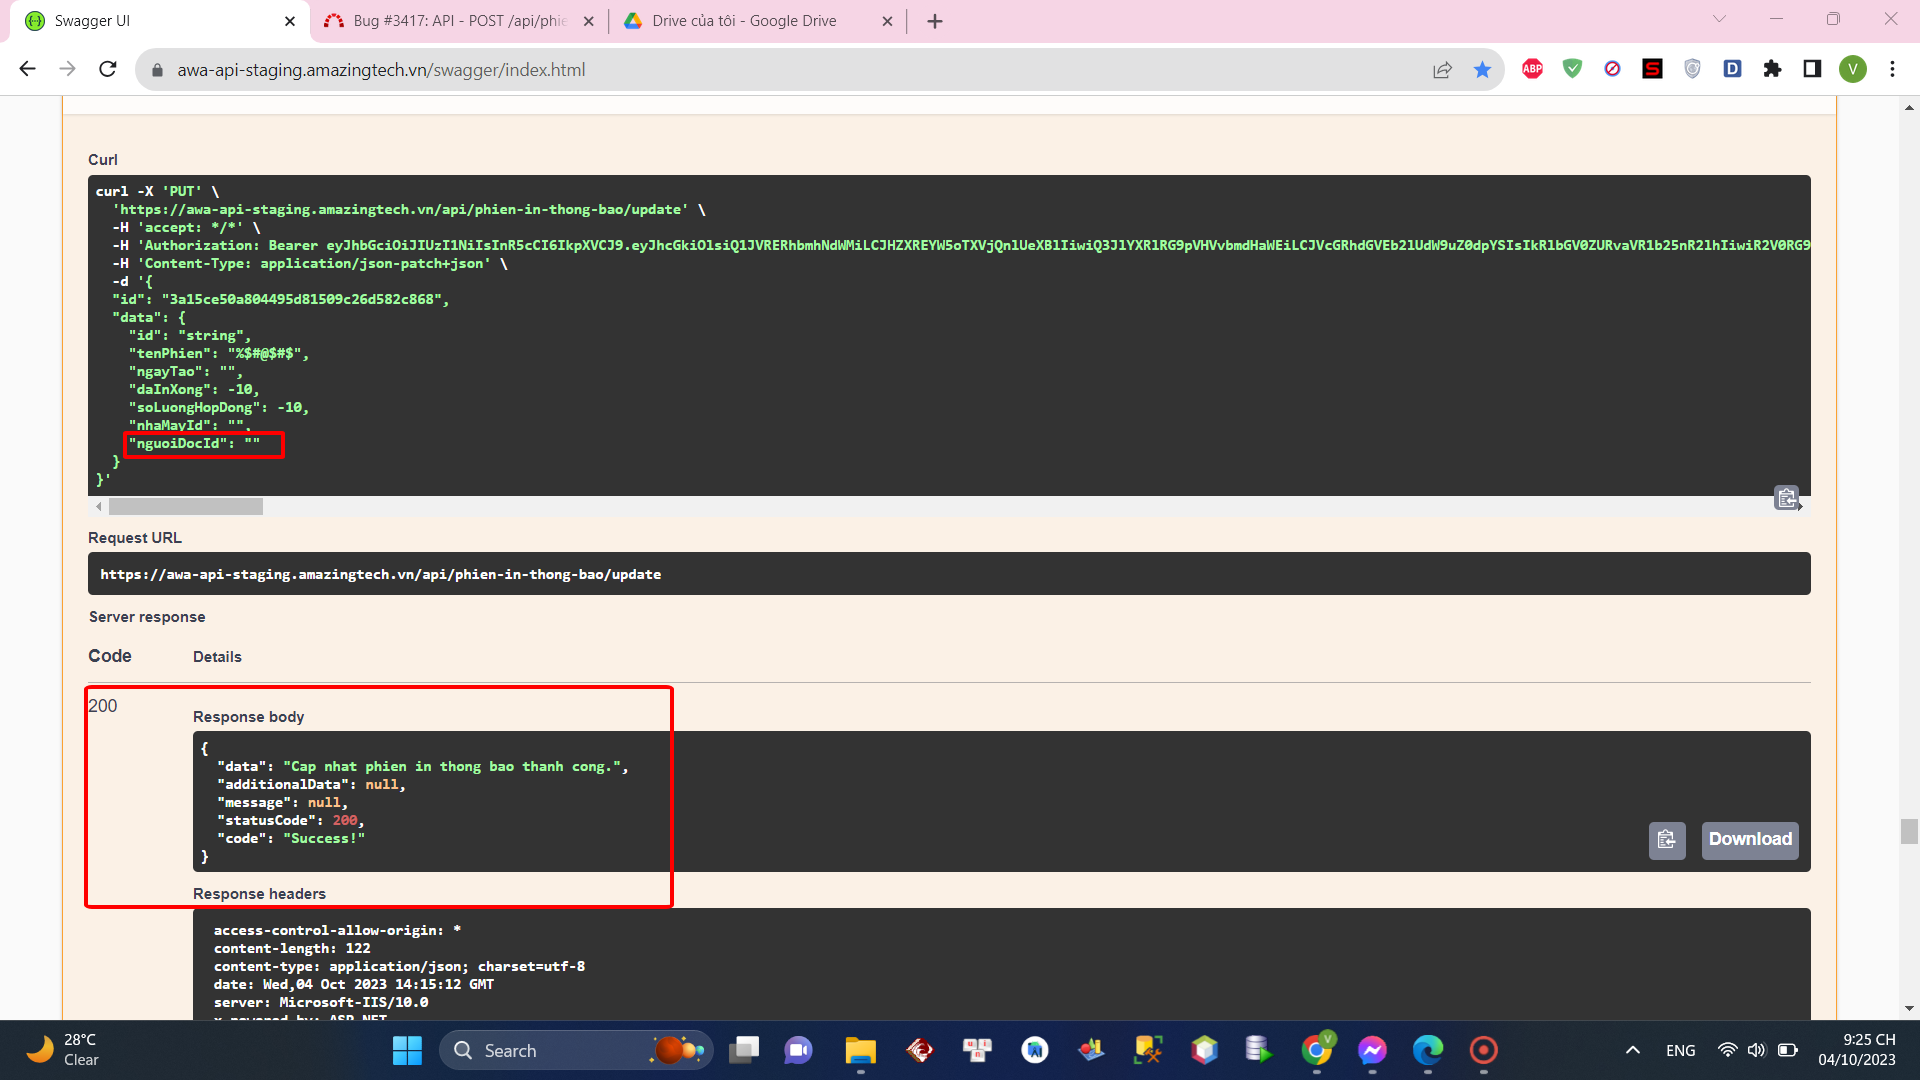 Swagger UI
Bug #3417: API - POST /api/phie
Drive của tôi - Google Drive
awa-api-staging.amazingtech.vn/swagger/index.html
ABP
S
D
V
Curl
curl -X 'PUT' \
'https://awa-api-staging.amazingtech.vn/api/phien-in-thong-bao/update' \
-H 'accept: */*' \
-H 'Authorization: Bearer eyJhbGciOiJIUzI1NiIsInR5cCI6IkpXVCJ9.
-H 'Content-Type: application/json-patch+json' \
-d '{
"id": "3a15ce50a804495d81509c26d582c868",
"data": {
"id": "string",
"tenPhien": "%$#@$#$",
"ngayTao": "",
"daInXong": -10,
"soLuongHopDong": -10,
"nhaMayId": "",
"nguoiDocId": ""
}
}'
Request URL
https://awa-api-staging.amazingtech.vn/api/phien-in-thong-bao/update
Server response
Code
Details
200
Response body
{
"data": "Cap nhat phien in thong bao thanh cong.",
"additionalData": null,
"message": null,
"statusCode": 200,
"code": "Success!"
}
Download
Response headers
access-control-allow-origin: *
content-length: 122
content-type: application/json; charset=utf-8
date: Wed,04 Oct 2023 14:15:12 GMT
server: Microsoft-IIS/10.0
x-powered-by: ASP.NET
28°C
Clear
Search
V
ENG
9:25 CH
04/10/2023